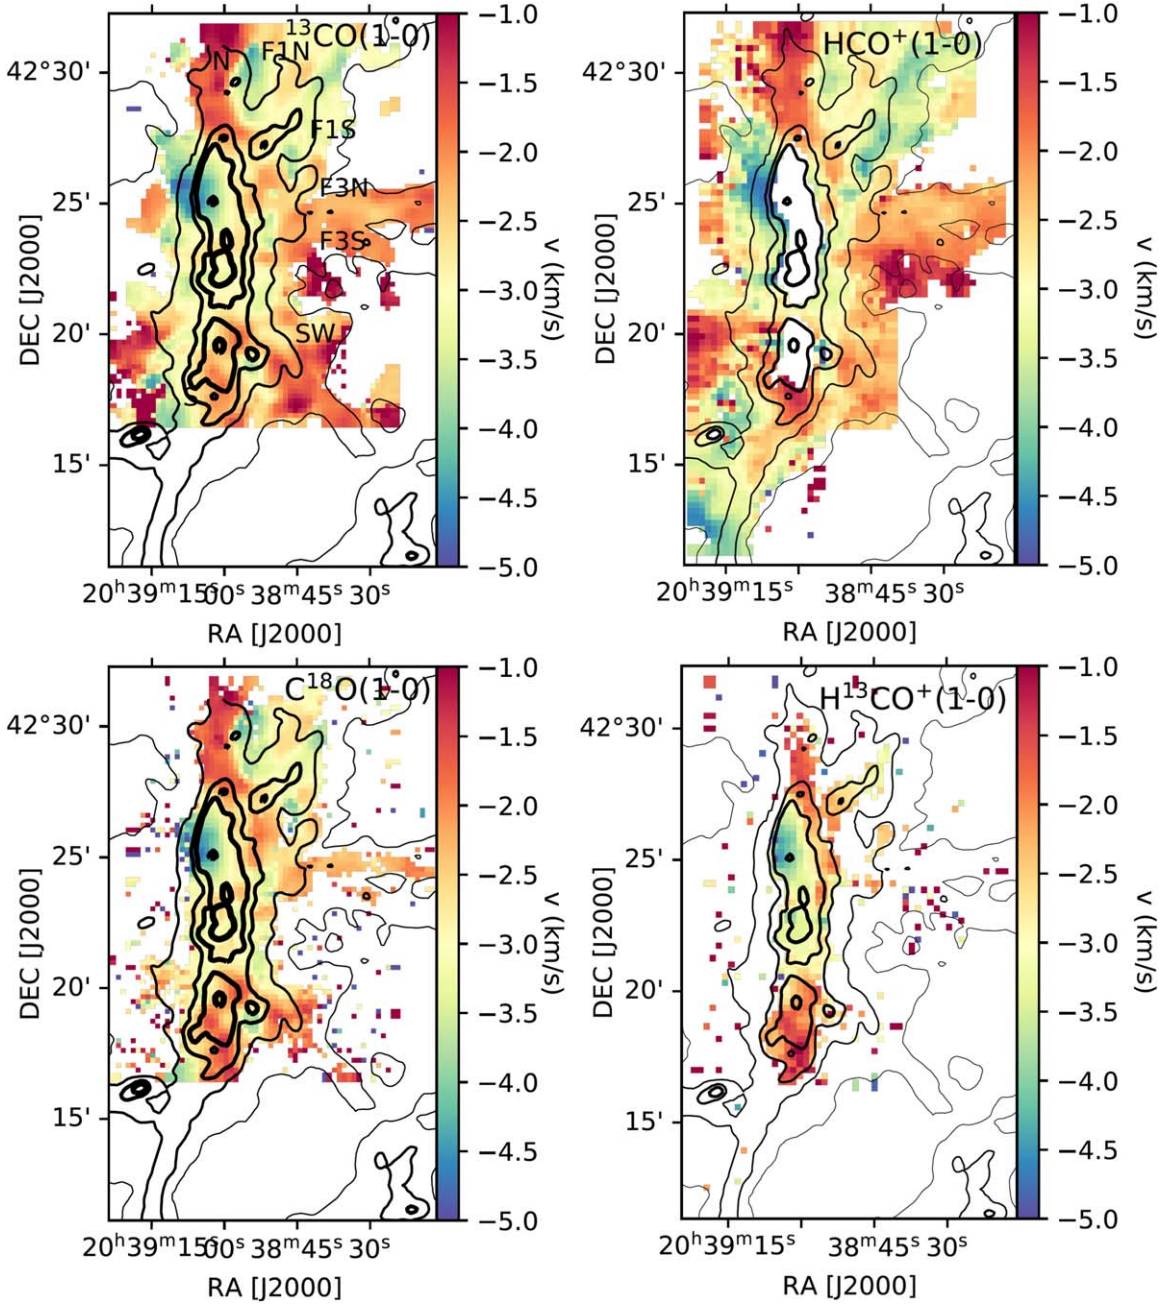 ¹³CO(1-0)
N
F1N
F1S
F3N
F3S
SW
S
42°30'
25'
20'
15'
DEC [J2000]
20ʰ39ᵐ15ˢ 00ˢ 38ᵐ45ˢ 30ˢ
RA [J2000]
−1.0
−1.5
−2.0
−2.5
−3.0
−3.5
−4.0
−4.5
−5.0
v (km/s)
HCO⁺(1-0)
42°30'
25'
20'
15'
DEC [J2000]
20ʰ39ᵐ15ˢ 38ᵐ45ˢ 30ˢ
RA [J2000]
−1.0
−1.5
−2.0
−2.5
−3.0
−3.5
−4.0
−4.5
−5.0
v (km/s)
C¹⁸O(1-0)
42°30'
25'
20'
15'
DEC [J2000]
20ʰ39ᵐ15ˢ 00ˢ 38ᵐ45ˢ 30ˢ
RA [J2000]
−1.0
−1.5
−2.0
−2.5
−3.0
−3.5
−4.0
−4.5
−5.0
v (km/s)
H¹³CO⁺(1-0)
42°30'
25'
20'
15'
DEC [J2000]
20ʰ39ᵐ15ˢ 38ᵐ45ˢ 30ˢ
RA [J2000]
−1.0
−1.5
−2.0
−2.5
−3.0
−3.5
−4.0
−4.5
−5.0
v (km/s)